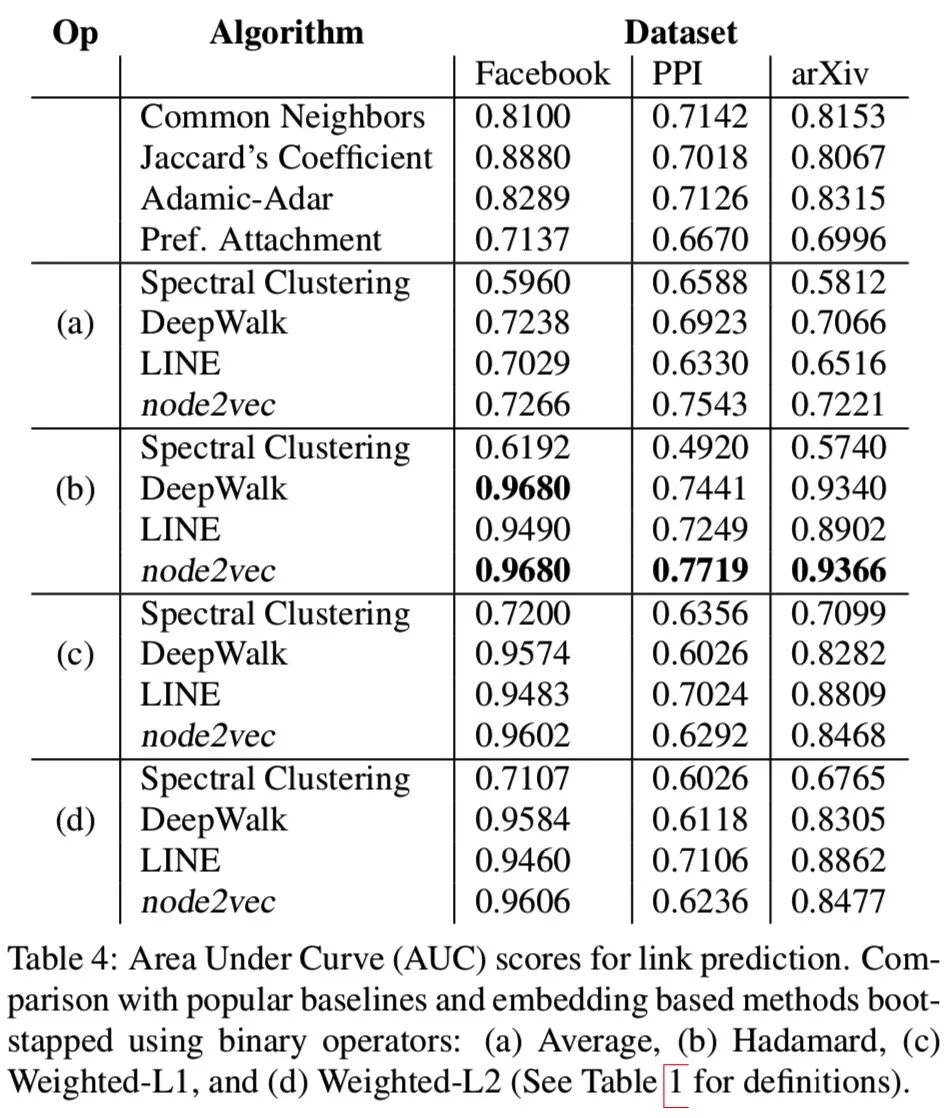 Op Algorithm Dataset
Facebook PPI arXiv
Common Neighbors 0.8100 0.7142 0.8153
Jaccard's Coefficient 0.8880 0.7018 0.8067
Adamic-Adar 0.8289 0.7126 0.8315
Pref. Attachment 0.7137 0.6670 0.6996
Spectral Clustering 0.5960 0.6588 0.5812
(a) DeepWalk 0.7238 0.6923 0.7066
LINE 0.7029 0.6330 0.6516
node2vec 0.7266 0.7543 0.7221
Spectral Clustering 0.6192 0.4920 0.5740
(b) DeepWalk 0.9680 0.7441 0.9340
LINE 0.9490 0.7249 0.8902
node2vec 0.9680 0.7719 0.9366
Spectral Clustering 0.7200 0.6356 0.7099
(c) DeepWalk 0.9574 0.6026 0.8282
LINE 0.9483 0.7024 0.8809
node2vec 0.9602 0.6292 0.8468
Spectral Clustering 0.7107 0.6026 0.6765
(d) DeepWalk 0.9584 0.6118 0.8305
LINE 0.9460 0.7106 0.8862
node2vec 0.9606 0.6236 0.8477
Table 4: Area Under Curve (AUC) scores for link prediction. Com-
parison with popular baselines and embedding based methods boot-
stapped using binary operators: (a) Average, (b) Hadamard, (c)
Weighted-L1, and (d) Weighted-L2 (See Table 1 for definitions).